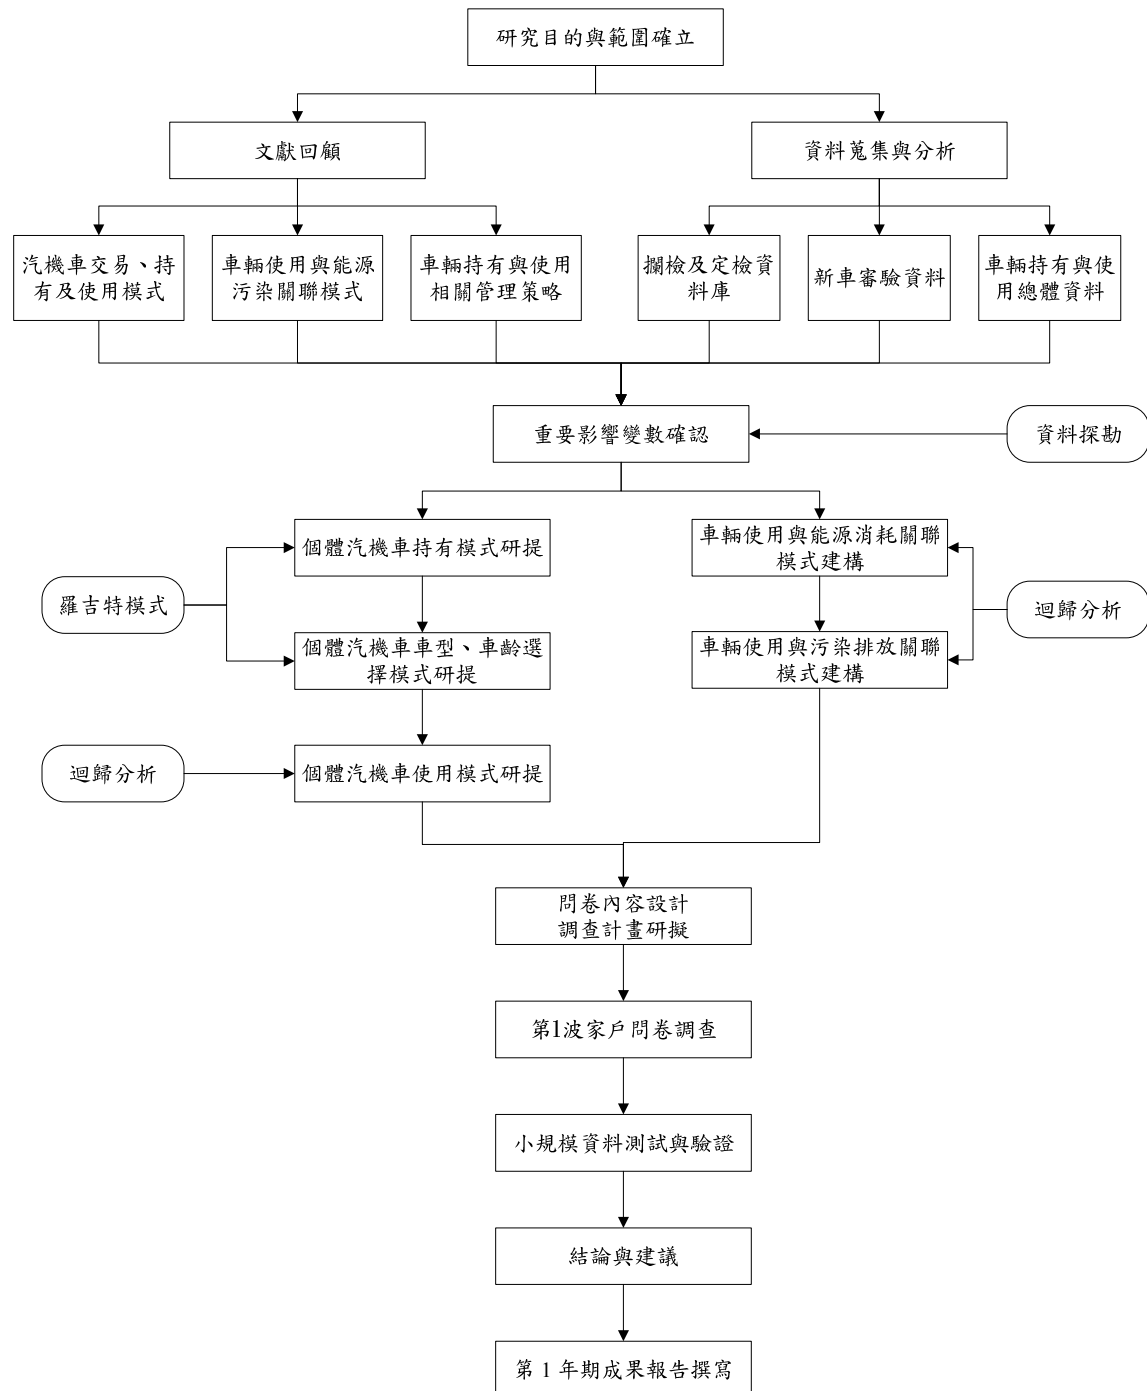 研究目的與範圍確立
文獻回顧
資料蒐集與分析
汽機車交易、持
有及使用模式
車輛使用與能源
污染關聯模式
車輛持有與使用
相關管理策略
攔檢及定檢資
料庫
新車審驗資料
車輛持有與使
用總體資料
重要影響變數確認
資料探勘
個體汽機車持有模式研提
車輛使用與能源消耗關聯
模式建構
羅吉特模式
迴歸分析
個體汽機車車型、車齡選
擇模式研提
車輛使用與污染排放關聯
模式建構
迴歸分析
個體汽機車使用模式研提
問卷內容設計
調查計畫研擬
第1波家戶問卷調查
小規模資料測試與驗證
結論與建議
第 1 年期成果報告撰寫